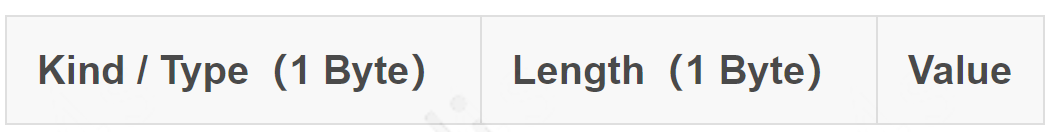 Kind / Type（1 Byte） Length（1 Byte） Value